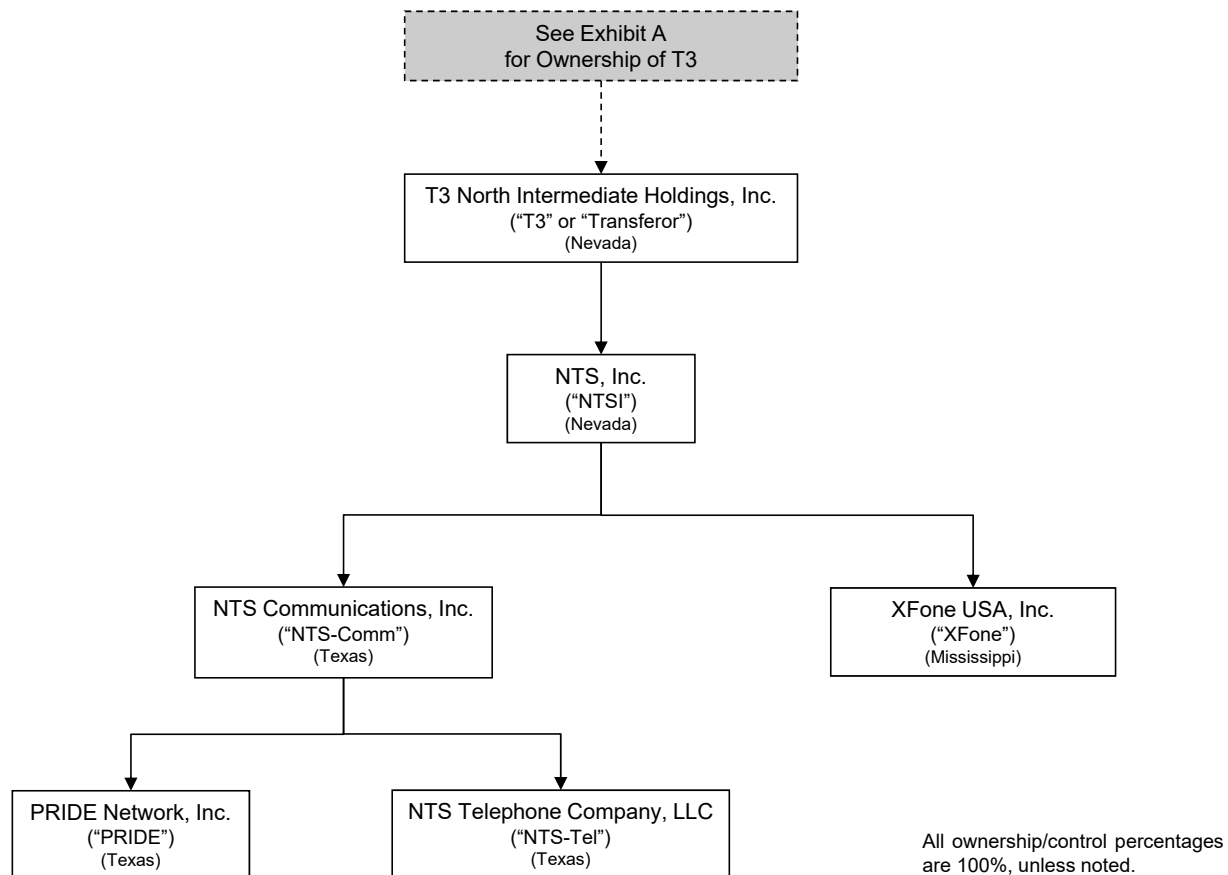 See Exhibit A
for Ownership of T3
T3 North Intermediate Holdings, Inc.
(“T3” or “Transferor”)
(Nevada)
NTS, Inc.
(“NTSI”)
(Nevada)
NTS Communications, Inc.
(“NTS-Comm”)
(Texas)
XFone USA, Inc.
(“XFone”)
(Mississippi)
PRIDE Network, Inc.
(“PRIDE”)
(Texas)
NTS Telephone Company, LLC
(“NTS-Tel”)
(Texas)
All ownership/control percentages
are 100%, unless noted.